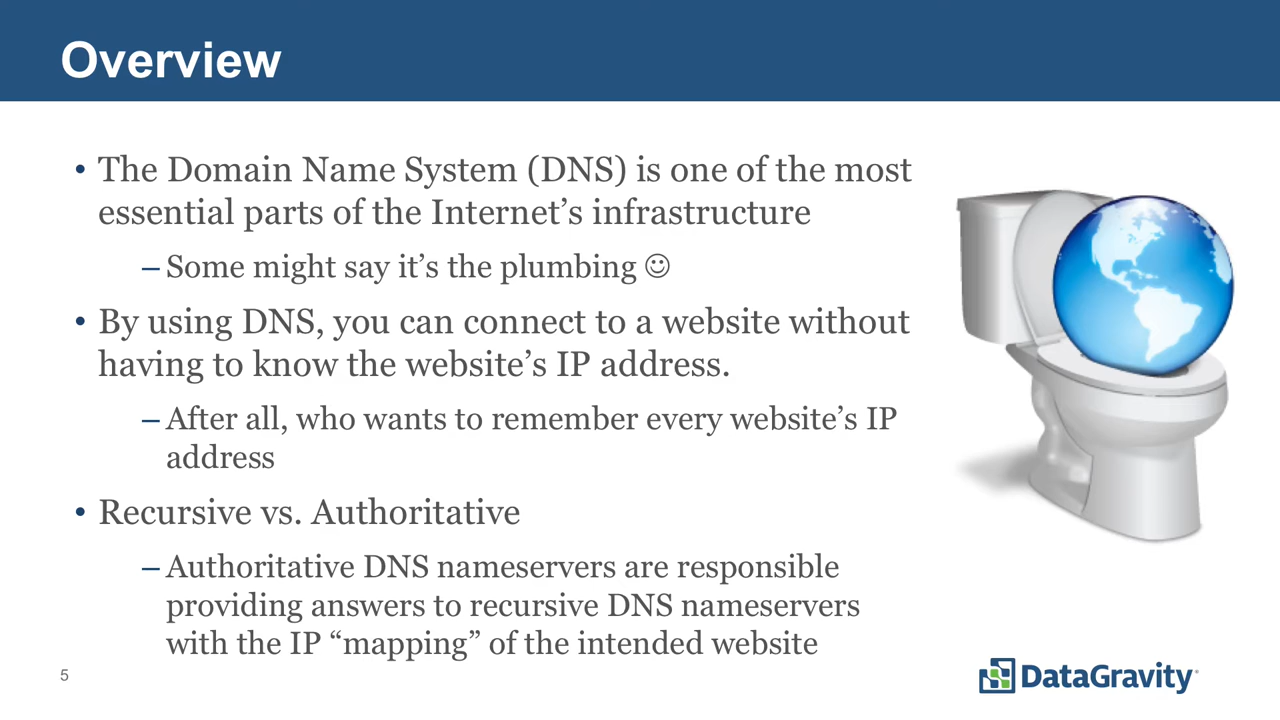 Overview
• The Domain Name System (DNS) is one of the most
essential parts of the Internet’s infrastructure
– Some might say it’s the plumbing ☺
• By using DNS, you can connect to a website without
having to know the website’s IP address.
– After all, who wants to remember every website’s IP
address
• Recursive vs. Authoritative
– Authoritative DNS nameservers are responsible
providing answers to recursive DNS nameservers
with the IP “mapping” of the intended website
5
DataGravity